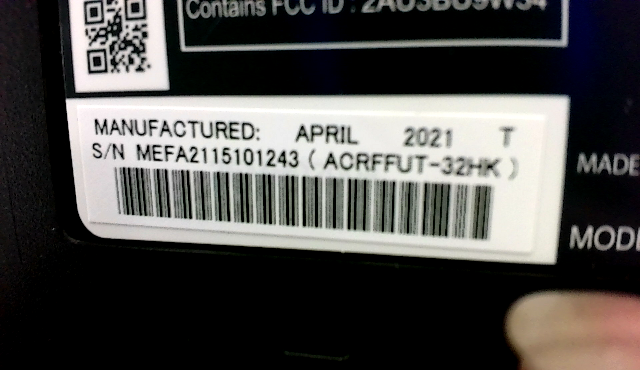 Contains FCC ID : 2AU3BU9W34
MANUFACTURED: APRIL 2021 T
S/N MEFA2115101243 ( ACRFFUT-32HK )
MADE
MODE